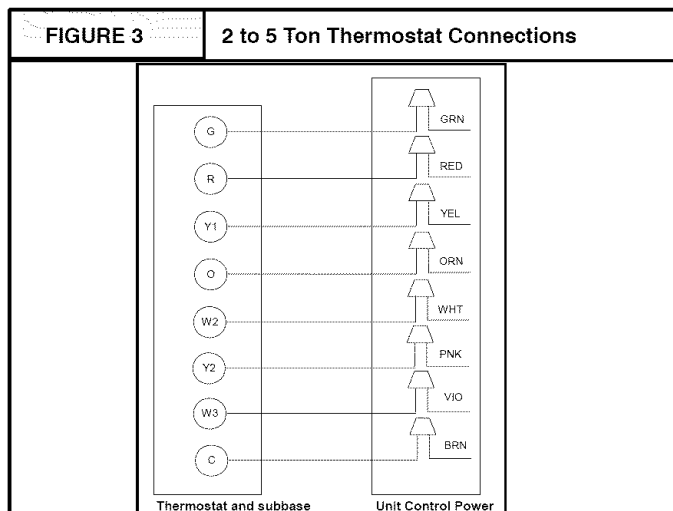 FIGURE 3
2 to 5 Ton Thermostat Connections
G
GRN
R
RED
Y1
YEL
O
ORN
W2
WHT
Y2
PNK
W3
VIO
C
BRN
Thermostat and subbase
Unit Control Power